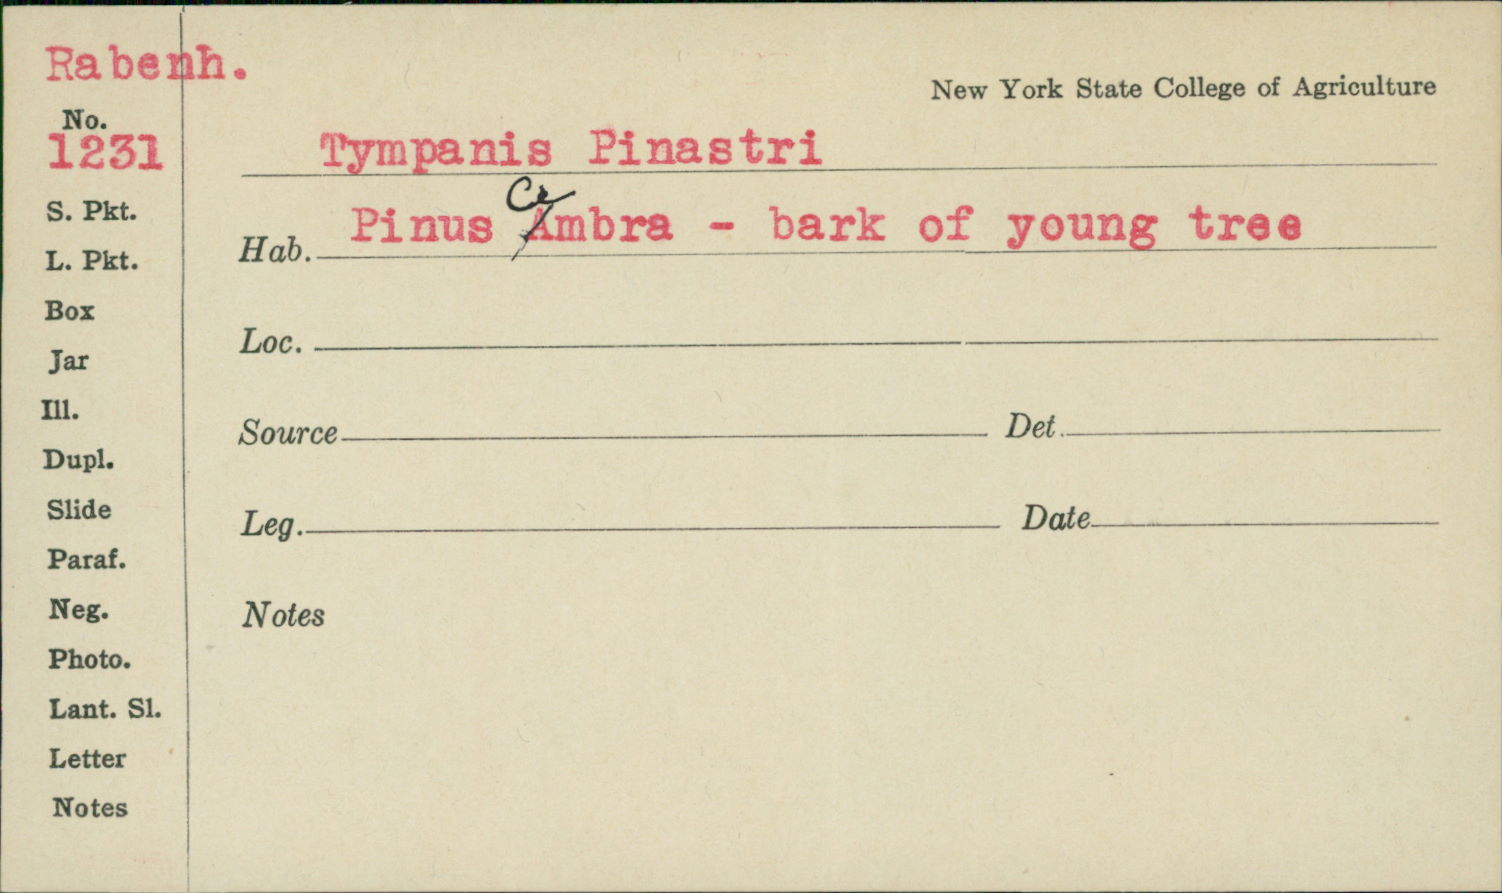 Rabenh.
New York State College of Agriculture
No.
1231
Tympanis Pinastri
S. Pkt.
Ce
Hab. Pinus Ambra - bark of young tree
L. Pkt.
Box
Loc.
Jar
Ill.
Source Det.
Dupl.
Slide
Leg. Date
Paraf.
Neg.
Notes
Photo.
Lant. Sl.
Letter
Notes